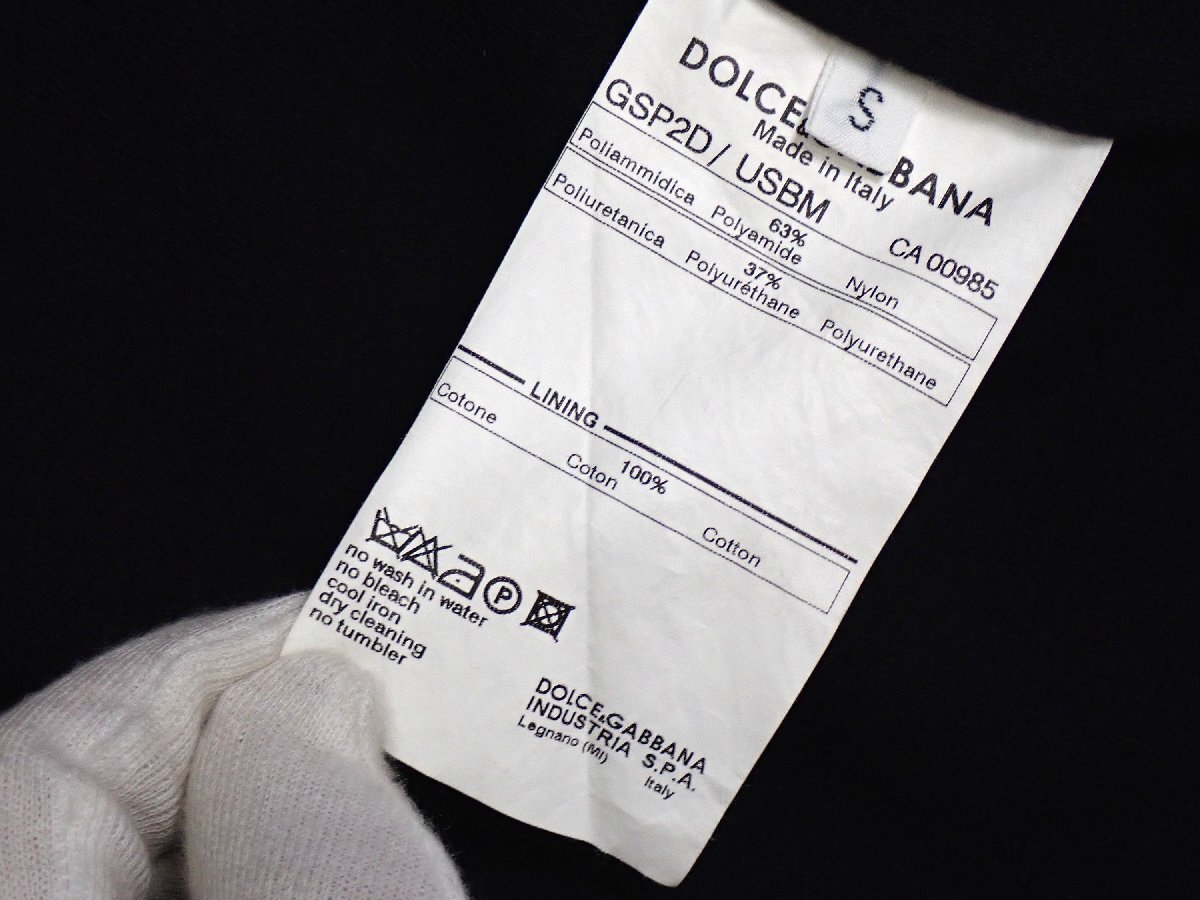 DOLCE&GABBANA
S
Made in Italy
GSP2D/ USBM
CA 00985
63%
Poliammidica Polyamide Nylon
37%
Poliuretanica Polyuréthane Polyurethane
LINING
100%
Cotone Coton Cotton
P
no wash in water
no bleach
cool iron
dry cleaning
no tumbler
DOLCE&GABBANA
INDUSTRIA S.P.A.
Legnano (MI)
Italy